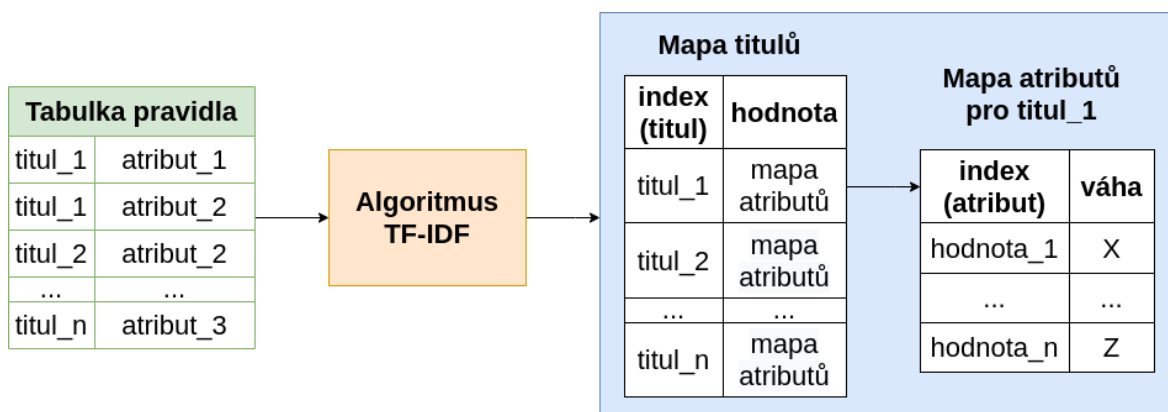 Tabulka pravidla
titul_1 atribut_1
titul_1 atribut_2
titul_2 atribut_2
... ...
titul_n atribut_3
Algoritmus
TF-IDF
Mapa titulů
index
(titul)
hodnota
titul_1
mapa
atributů
titul_2
mapa
atributů
... ...
titul_n
mapa
atributů
Mapa atributů
pro titul_1
index
(atribut)
váha
hodnota_1 X
... ...
hodnota_n Z